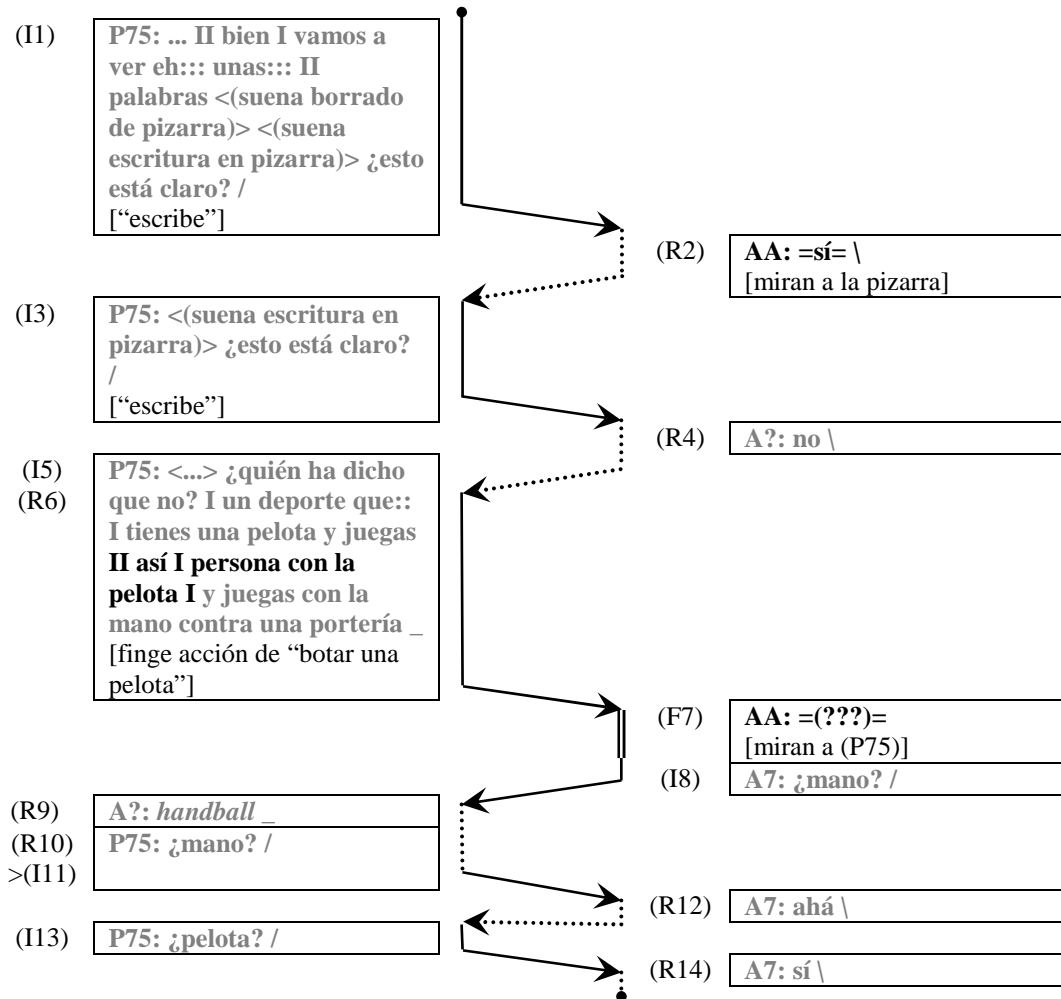 (I1)
P75: ... II bien I vamos a
ver eh::: unas::: II
palabras <(suena borrado
de pizarra)> <(suena
escritura en pizarra)> ¿esto
está claro? /
["escribe"]
(R2)
AA: =sí= \
[miran a la pizarra]
(I3)
P75: <(suena escritura en
pizarra)> ¿esto está claro?
/
["escribe"]
(R4)
A?: no \
(I5)
(R6)
P75: <...> ¿quién ha dicho
que no? I un deporte que::
I tienes una pelota y juegas
II así I persona con la
pelota I y juegas con la
mano contra una portería _
[finge acción de "botar una
pelota"]
(F7)
AA: =(???)=
[miran a (P75)]
(I8)
A7: ¿mano? /
(R9)
A?: handball _
(R10)
>(I11)
P75: ¿mano? /
(R12)
A7: ahá \
(I13)
P75: ¿pelota? /
(R14)
A7: sí \